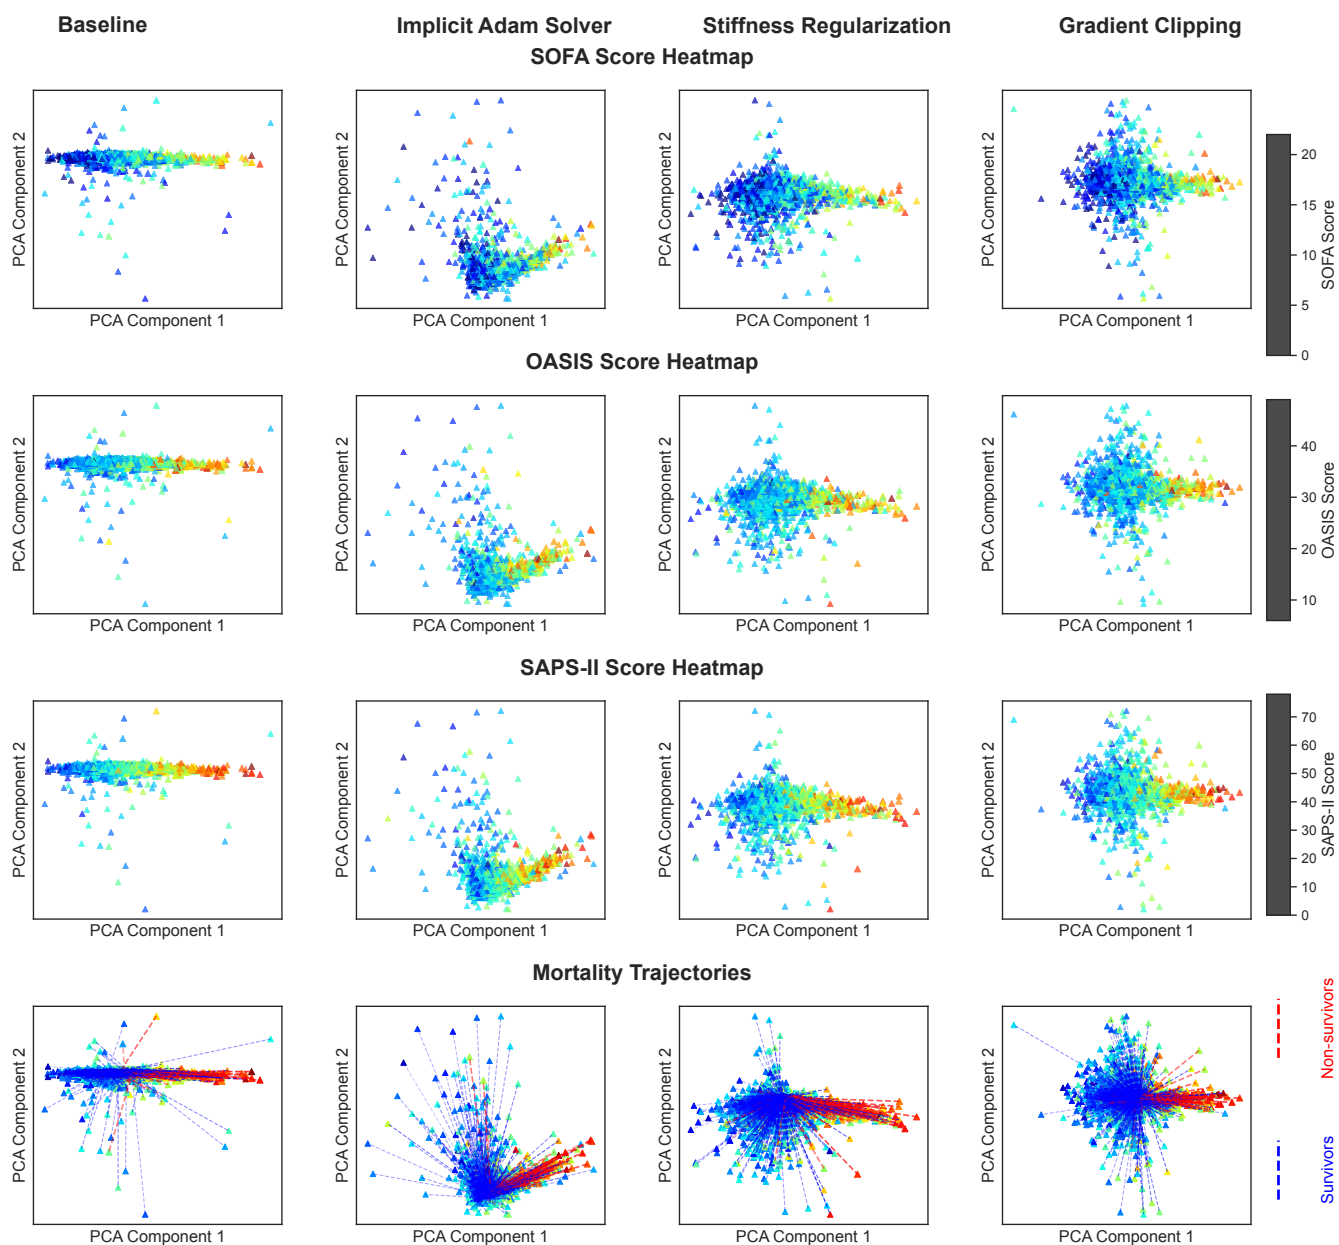 Baseline
Implicit Adam Solver
Stiffness Regularization
Gradient Clipping
SOFA Score Heatmap
PCA Component 2
PCA Component 2
PCA Component 2
PCA Component 2
PCA Component 1
PCA Component 1
PCA Component 1
PCA Component 1
20
15
10
5
0
SOFA Score
OASIS Score Heatmap
PCA Component 2
PCA Component 2
PCA Component 2
PCA Component 2
PCA Component 1
PCA Component 1
PCA Component 1
PCA Component 1
40
30
20
10
OASIS Score
SAPS-II Score Heatmap
PCA Component 2
PCA Component 2
PCA Component 2
PCA Component 2
PCA Component 1
PCA Component 1
PCA Component 1
PCA Component 1
70
60
50
40
30
20
10
0
SAPS-II Score
Mortality Trajectories
PCA Component 2
PCA Component 2
PCA Component 2
PCA Component 2
PCA Component 1
PCA Component 1
PCA Component 1
PCA Component 1
Non-survivors
Survivors